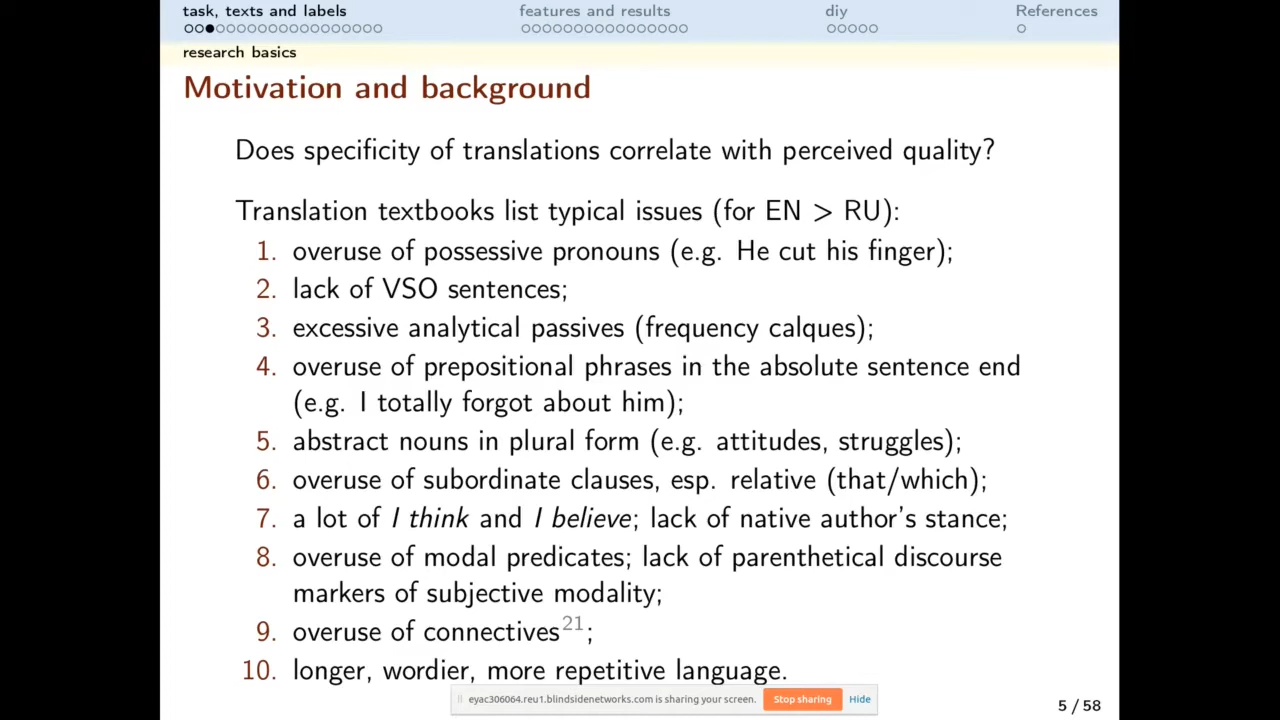 task, texts and labels
features and results
diy
References
research basics
Motivation and background
Does specificity of translations correlate with perceived quality?
Translation textbooks list typical issues (for EN > RU):
1. overuse of possessive pronouns (e.g. He cut his finger);
2. lack of VSO sentences;
3. excessive analytical passives (frequency calques);
4. overuse of prepositional phrases in the absolute sentence end
(e.g. I totally forgot about him);
5. abstract nouns in plural form (e.g. attitudes, struggles);
6. overuse of subordinate clauses, esp. relative (that/which);
7. a lot of I think and I believe; lack of native author's stance;
8. overuse of modal predicates; lack of parenthetical discourse
markers of subjective modality;
9. overuse of connectives21;
10. longer, wordier, more repetitive language.
eyac306064.reu1.blindsidenetworks.com is sharing your screen.
Stop sharing
Hide
5 / 58